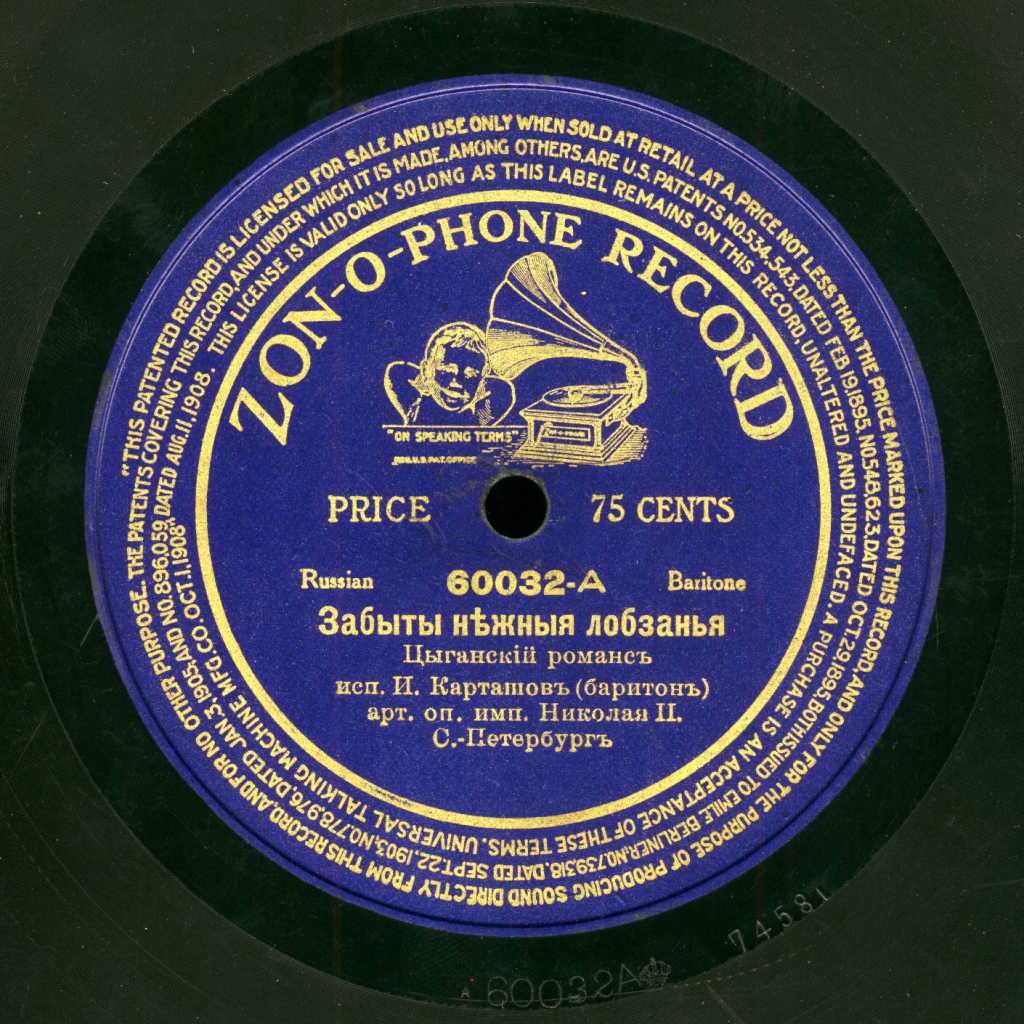 "THIS PATENTED RECORD IS LICENSED FOR SALE AND USE ONLY WHEN SOLD AT RETAIL AT A PRICE NOT LESS THAN THE PRICE MARKED UPON THIS RECORD, AND ONLY FOR THE PURPOSE OF PRODUCING SOUND DIRECTLY FROM THIS RECORD, AND FOR NO OTHER PURPOSE. THE PATENTS COVERING THIS RECORD, AND UNDER WHICH IT IS MADE, AMONG OTHERS, ARE U.S. PATENTS NO. 534,543, DATED FEB. 19, 1895, NO. 548,623, DATED OCT. 29, 1895, BOTH ISSUED TO EMILE BERLINER, NO. 739,318, DATED SEPT. 22, 1903, NO. 778,976, DATED JAN. 3, 1905, AND NO. 896,059, DATED AUG. 11, 1908. THIS LICENSE IS VALID ONLY SO LONG AS THIS LABEL REMAINS ON THIS RECORD, UNALTERED AND UNDEFACED. A PURCHASE IS AN ACCEPTANCE OF THESE TERMS. UNIVERSAL TALKING MACHINE MFG. CO. OCT. 1, 1908"
ZON-O-PHONE RECORD
"ON SPEAKING TERMS"
REG. U.S. PAT. OFFICE
PRICE 75 CENTS
Russian 60032-A Baritone
Забыты нѣжныя лобзанья
Цыганскій романсъ
исп. И. Карташовъ (баритонъ)
арт. оп. имп. Николая II.
С.-Петербургъ
74581
A 60032A